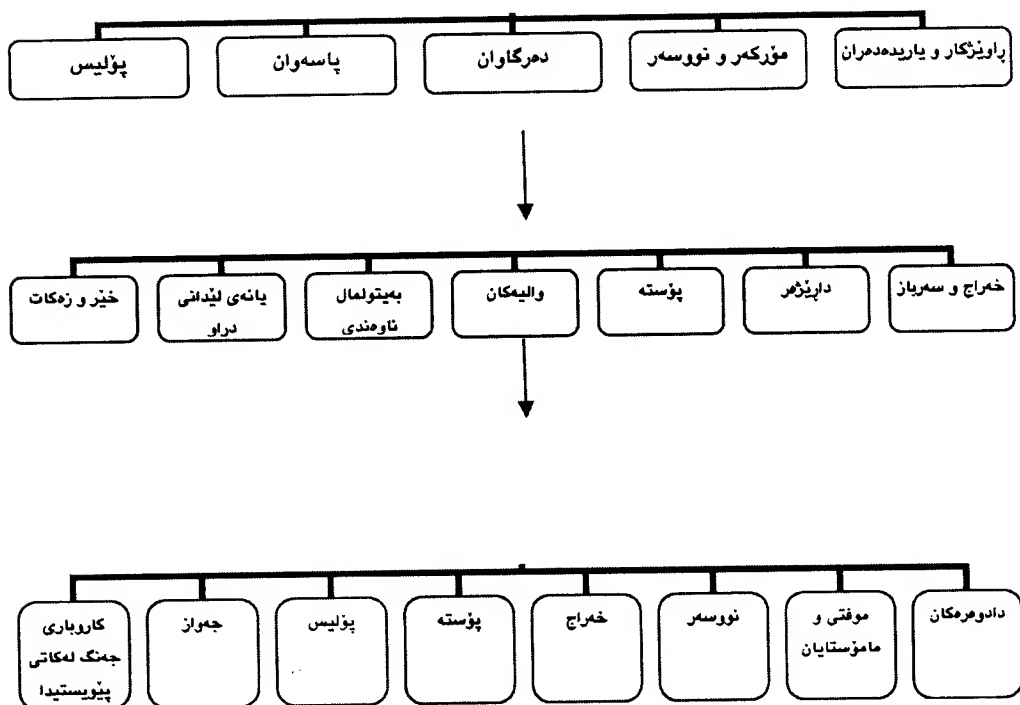 ڕاوێژکار و یاریدەدەران
مۆرکەر و نووسەر
دەرگاوان
پاسەوان
پۆلیس
خەراج و سەرباز
داڕێژەر
پۆستە
والیەکان
بەیتولمال
ناوەندی
یانەی لێدانی
دراو
خێر و زەکات
دادوەرەکان
موفتی و
مامۆستایان
نووسەر
خەراج
پۆستە
پۆلیس
جەواز
کاروباری
جەنگ لەکاتی
پێویستیدا